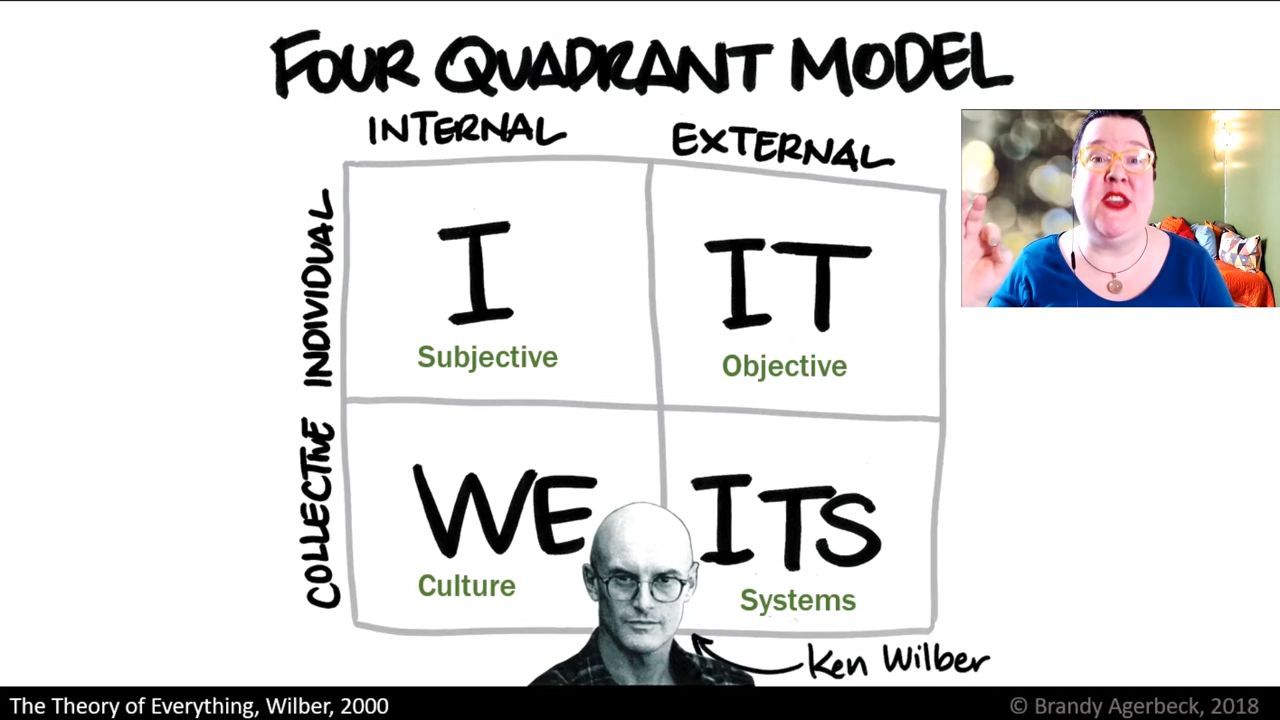 FOUR QUADRANT MODEL
INTERNAL EXTERNAL
INDIVIDUAL
I IT
Subjective Objective
COLLECTIVE
WE ITS
Culture Systems
Ken Wilber
The Theory of Everything, Wilber, 2000 © Brandy Agerbeck, 2018